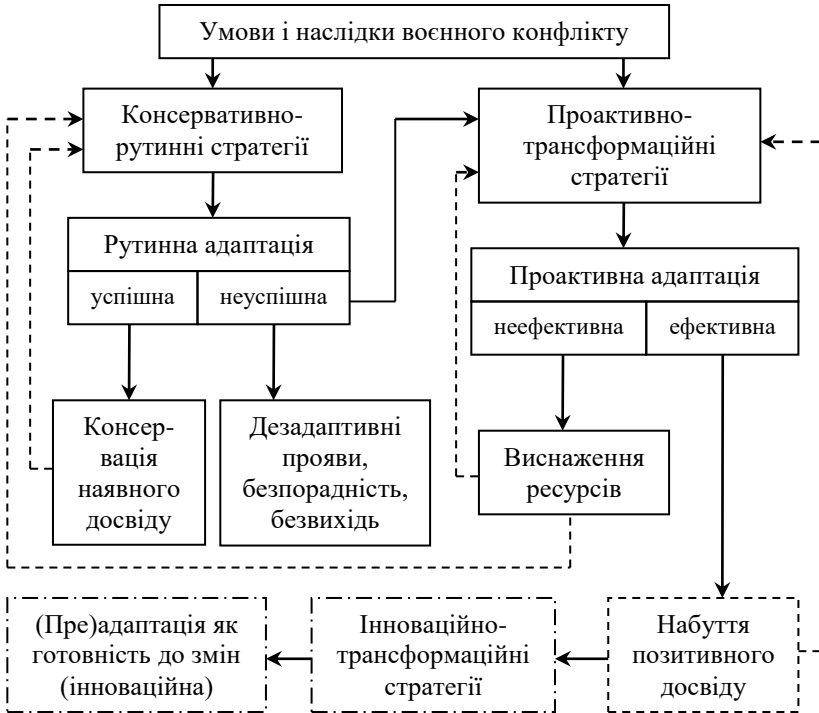 Умови і наслідки воєнного конфлікту
Консервативно-
рутинні стратегії
Проактивно-
трансформаційні
стратегії
Рутинна адаптація
успішна
неуспішна
Проактивна адаптація
неефективна
ефективна
Консер-
вація
наявного
досвіду
Дезадаптивні
прояви,
безпорадність,
безвихідь
Виснаження
ресурсів
(Пре)адаптація як
готовність до змін
(інноваційна)
Інноваційно-
трансформаційні
стратегії
Набуття
позитивного
досвіду